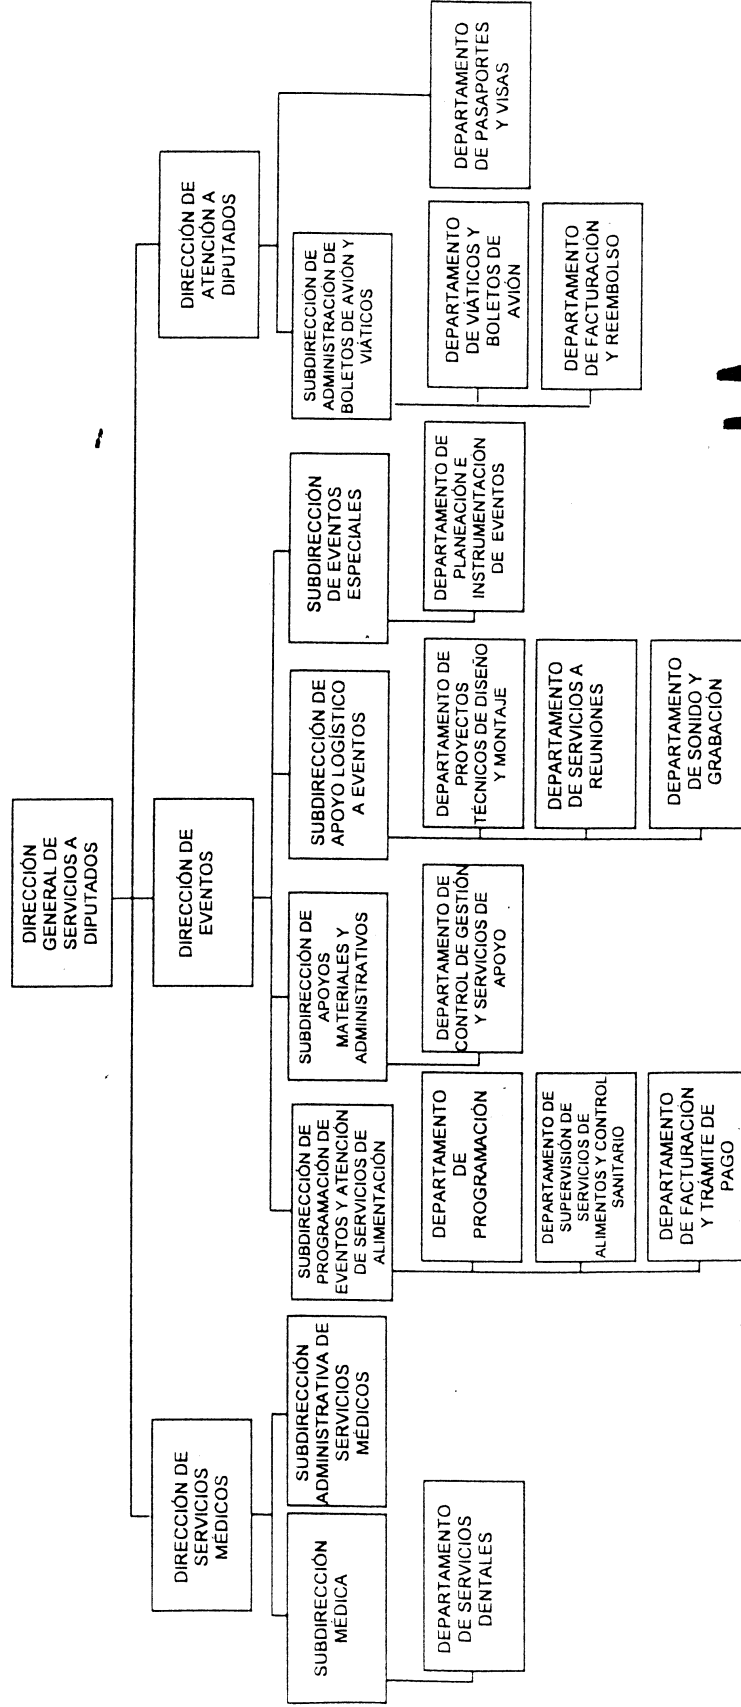 DIRECCIÓN
GENERAL DE
SERVICIOS A
DIPUTADOS
DIRECCIÓN DE
SERVICIOS
MÉDICOS
DIRECCIÓN DE
EVENTOS
DIRECCIÓN DE
ATENCIÓN A
DIPUTADOS
SUBDIRECCIÓN
MÉDICA
SUBDIRECCIÓN
ADMINISTRATIVA DE
SERVICIOS
MÉDICOS
SUBDIRECCIÓN DE
PROGRAMACIÓN DE
EVENTOS Y ATENCIÓN
DE SERVICIOS DE
ALIMENTACIÓN
SUBDIRECCIÓN DE
APOYOS
MATERIALES Y
ADMINISTRATIVOS
SUBDIRECCIÓN DE
APOYO LOGÍSTICO
A EVENTOS
SUBDIRECCIÓN
DE EVENTOS
ESPECIALES
SUBDIRECCIÓN DE
ADMINISTRACIÓN DE
BOLETOS DE AVIÓN Y
VIÁTICOS
DEPARTAMENTO
DE SERVICIOS
DENTALES
DEPARTAMENTO
DE
PROGRAMACIÓN
DEPARTAMENTO DE
CONTROL DE GESTIÓN
Y SERVICIOS DE
APOYO
DEPARTAMENTO DE
PROYECTOS
TÉCNICOS DE DISEÑO
Y MONTAJE
DEPARTAMENTO DE
PLANEACIÓN E
INSTRUMENTACIÓN
DE EVENTOS
DEPARTAMENTO
DE VIÁTICOS Y
BOLETOS DE
AVIÓN
DEPARTAMENTO
DE PASAPORTES
Y VISAS
DEPARTAMENTO DE
SUPERVISIÓN DE
SERVICIOS DE
ALIMENTOS Y CONTROL
SANITARIO
DEPARTAMENTO
DE SERVICIOS A
REUNIONES
DEPARTAMENTO
DE FACTURACIÓN
Y REEMBOLSO
DEPARTAMENTO
DE FACTURACIÓN
Y TRÁMITE DE
PAGO
DEPARTAMENTO
DE SONIDO Y
GRABACIÓN